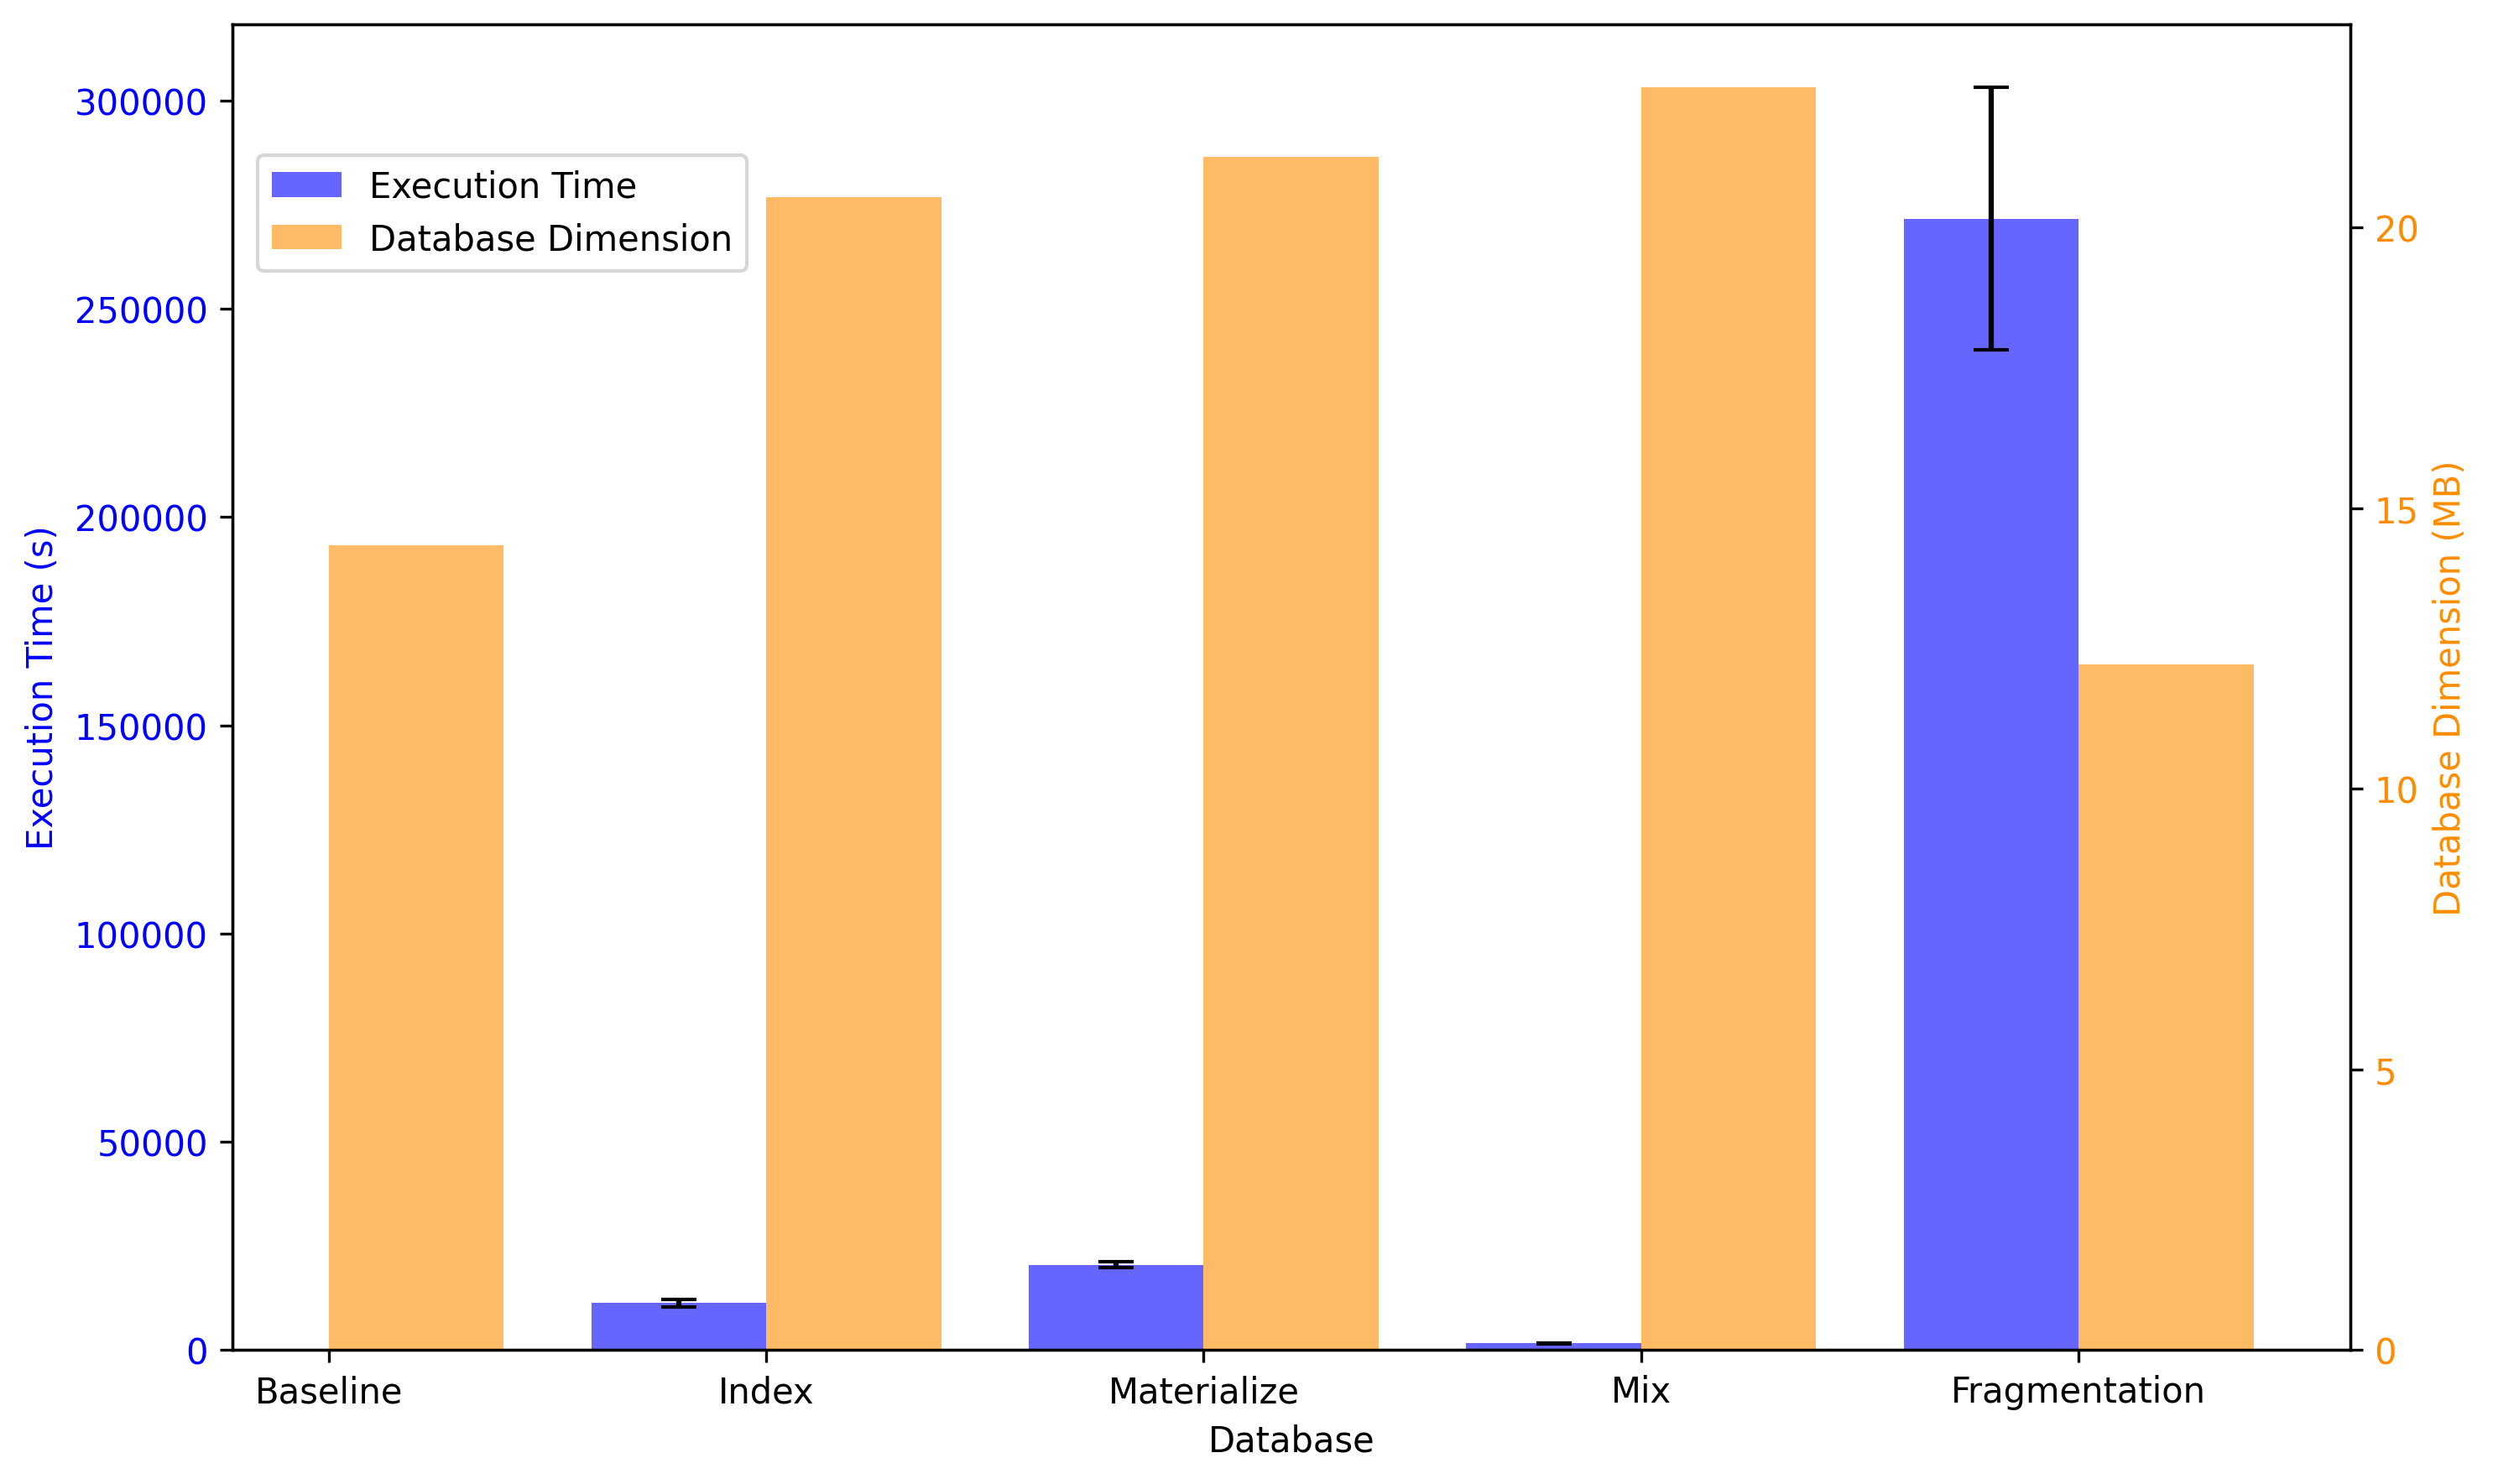 Execution Time
Database Dimension
300000
250000
200000
150000
100000
50000
0
Execution Time (s)
20
15
10
5
0
Database Dimension (MB)
Baseline
Index
Materialize
Mix
Fragmentation
Database